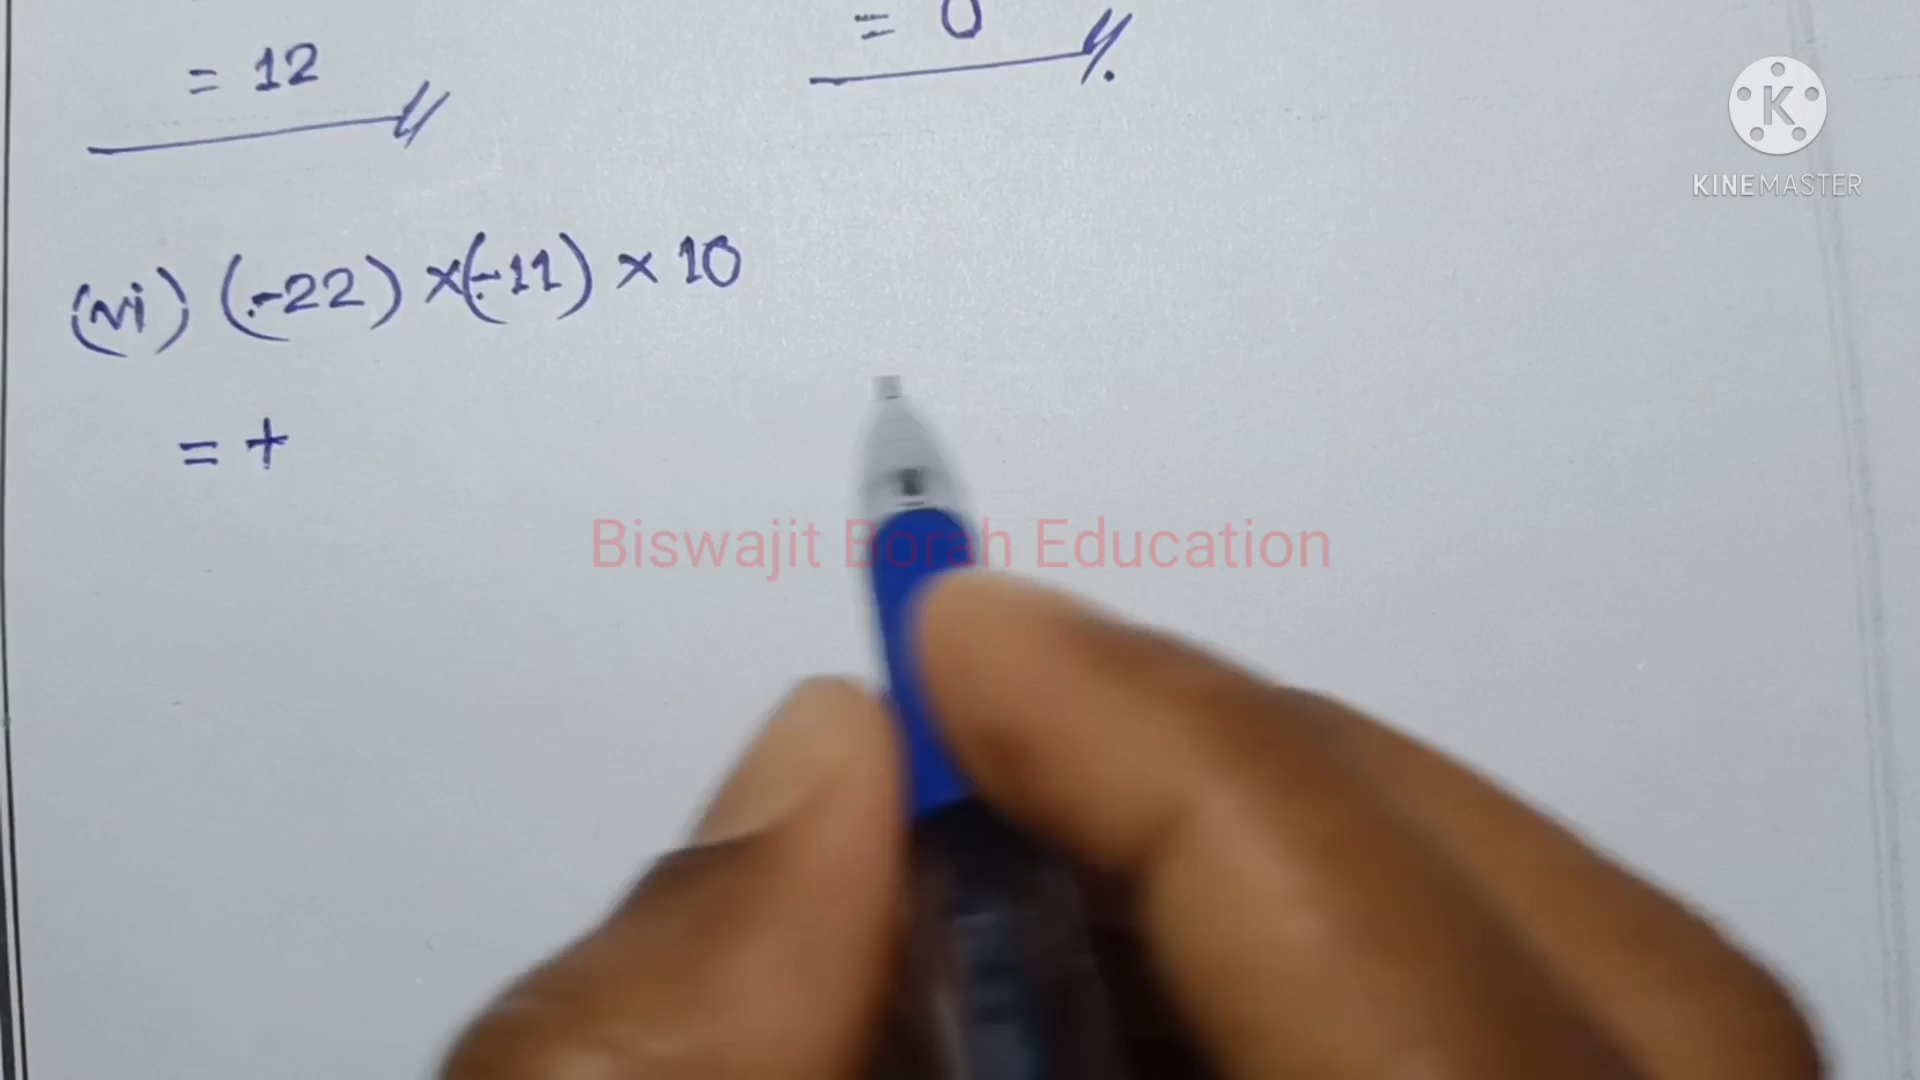 = 12
= 0
KINEMASTER
(vi) (-22) × (-11) × 10
= +
Biswajit Borah Education